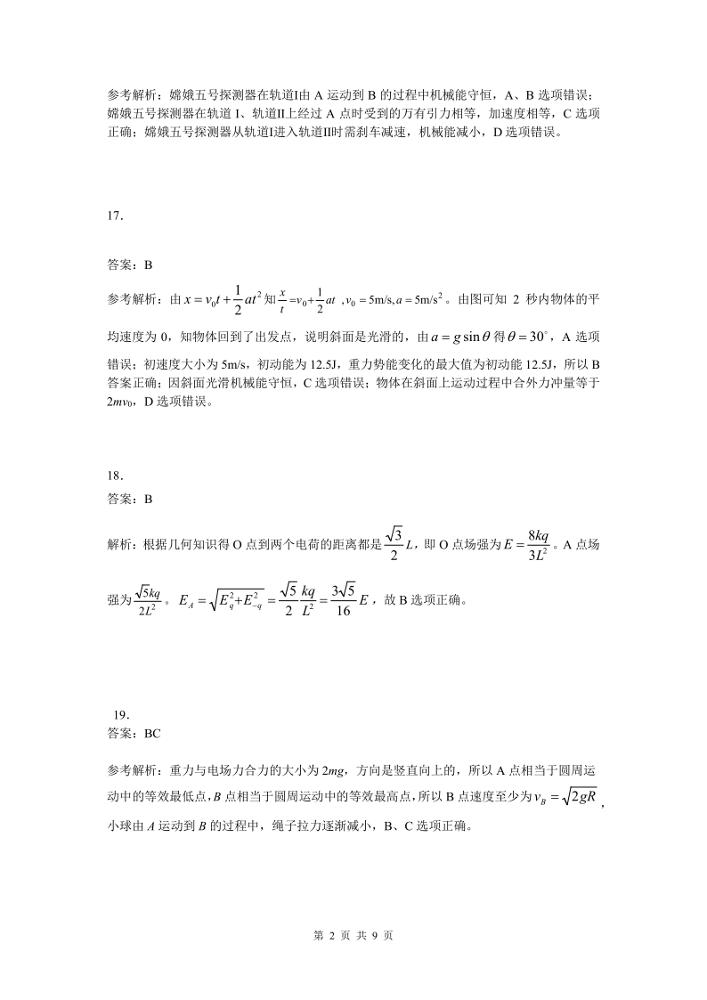 参考解析：嫦娥五号探测器在轨道Ⅰ由 A 运动到 B 的过程中机械能守恒，A、B 选项错误；
嫦娥五号探测器在轨道 I、轨道Ⅱ上经过 A 点时受到的万有引力相等，加速度相等，C 选项
正确；嫦娥五号探测器从轨道Ⅰ进入轨道Ⅱ时需刹车减速，机械能减小，D 选项错误。
17．
答案：B
参考解析：由 $x = v_0 t + \frac{1}{2} at^2$ 知 $\frac{x}{t} = v_0 + \frac{1}{2} at$ , $v_0 = 5\text{m/s}, a = 5\text{m/s}^2$ 。由图可知 2 秒内物体的平
均速度为 0，知物体回到了出发点，说明斜面是光滑的，由 $a = g\sin\theta$ 得 $\theta = 30^\circ$ ，A 选项
错误；初速度大小为 5m/s，初动能为 12.5J，重力势能变化的最大值为初动能 12.5J，所以 B
答案正确；因斜面光滑机械能守恒，C 选项错误；物体在斜面上运动过程中合外力冲量等于
2mv₀，D 选项错误。
18．
答案：B
解析：根据几何知识得 O 点到两个电荷的距离都是 $\frac{\sqrt{3}}{2} L$，即 O 点场强为 $E = \frac{8kq}{3L^2}$ 。A 点场
强为 $\frac{\sqrt{5}kq}{2L^2}$ 。$E_A = \sqrt{E_q^2 + E_{-q}^2} = \frac{\sqrt{5}}{2} \frac{kq}{L^2} = \frac{3\sqrt{5}}{16} E$ ，故 B 选项正确。
19．
答案：BC
参考解析：重力与电场力合力的大小为 2mg，方向是竖直向上的，所以 A 点相当于圆周运
动中的等效最低点，B 点相当于圆周运动中的等效最高点，所以 B 点速度至少为 $v_B = \sqrt{2gR}$ ，
小球由 A 运动到 B 的过程中，绳子拉力逐渐减小，B、C 选项正确。
第 2 页 共 9 页